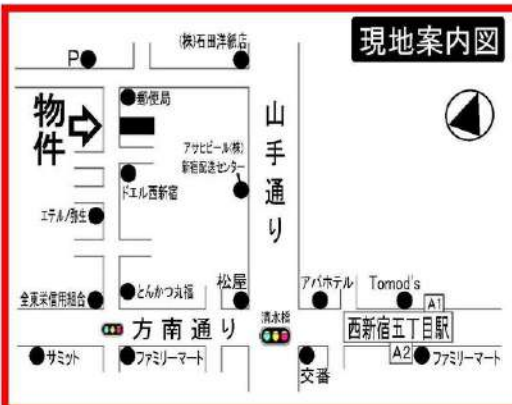 現地案内図
(株)石田洋紙店
P
郵便局
物件
山手通り
アサヒビール(株)
新宿配送センター
ドエル西新宿
エテルノ弥生
松屋
アパホテル
Tomod's
全東栄信用組合
とんかつ丸福
清水橋
A1
方南通り
西新宿五丁目駅
サミット
ファミリーマート
交番
A2
ファミリーマート